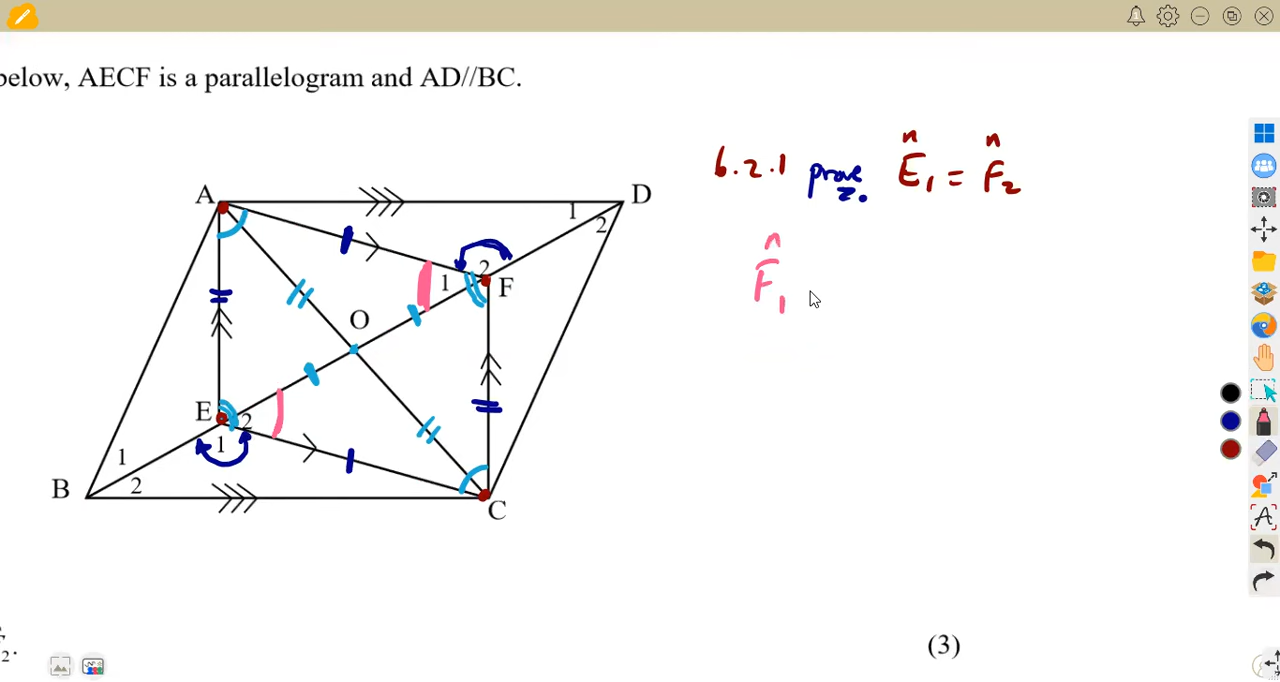 below, AECF is a parallelogram and AD//BC.
6.2.1 prove Ê₁ = F̂₂
A
D
1
2
2
F
1
O
E
2
1
1
B
2
C
F̂₁
(3)
2.